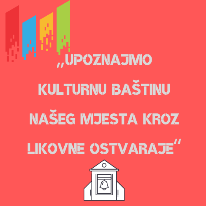 „UPOZNAJMO
KULTURNU BAŠTINU
NAŠEG MJESTA KROZ
LIKOVNE OSTVARAJE“